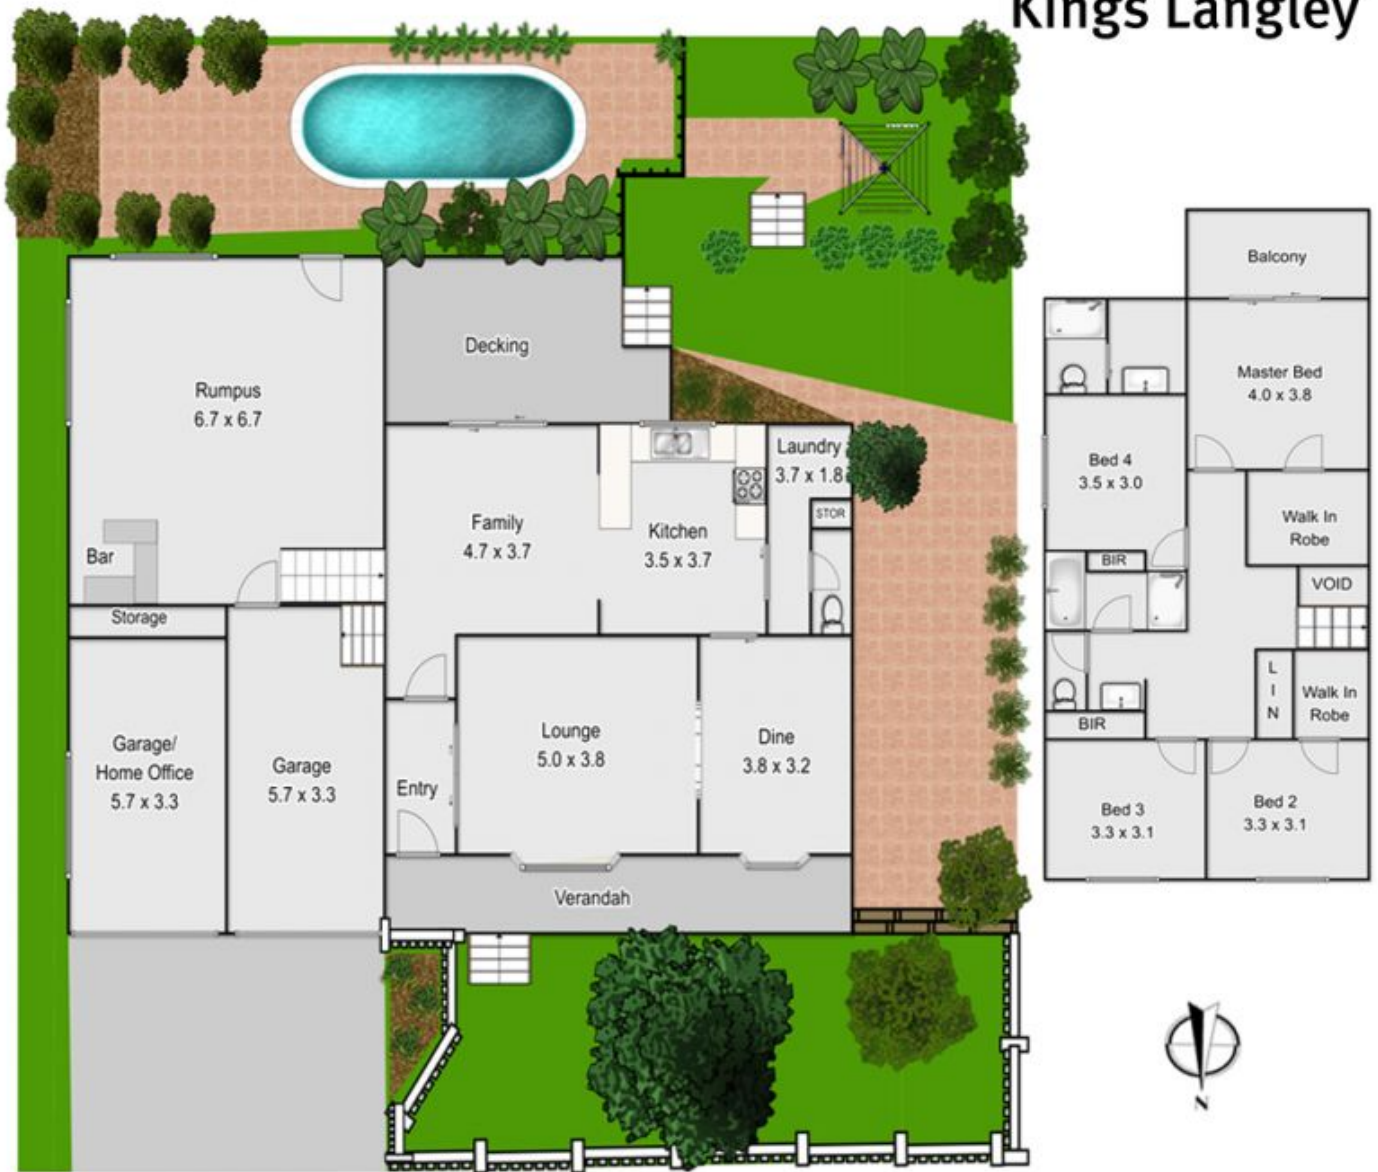 Kings Langley
Balcony
Decking
Master Bed
4.0 x 3.8
Rumpus
6.7 x 6.7
Laundry
3.7 x 1.8
Bed 4
3.5 x 3.0
STOR
Walk In
Robe
Family
4.7 x 3.7
Kitchen
3.5 x 3.7
Bar
BIR
VOID
Storage
L
I
N
Walk In
Robe
BIR
Garage/
Home Office
5.7 x 3.3
Garage
5.7 x 3.3
Entry
Lounge
5.0 x 3.8
Dine
3.8 x 3.2
Bed 3
3.3 x 3.1
Bed 2
3.3 x 3.1
Verandah
N